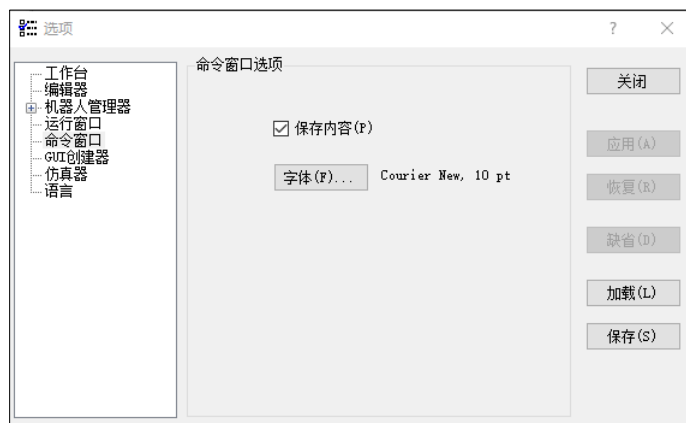 选项
?
工作台
编辑器
机器人管理器
运行窗口
命令窗口
GUI创建器
仿真器
语言
命令窗口选项
保存内容(P)
字体(F)... Courier New, 10 pt
关闭
应用(A)
恢复(R)
缺省(D)
加载(L)
保存(S)